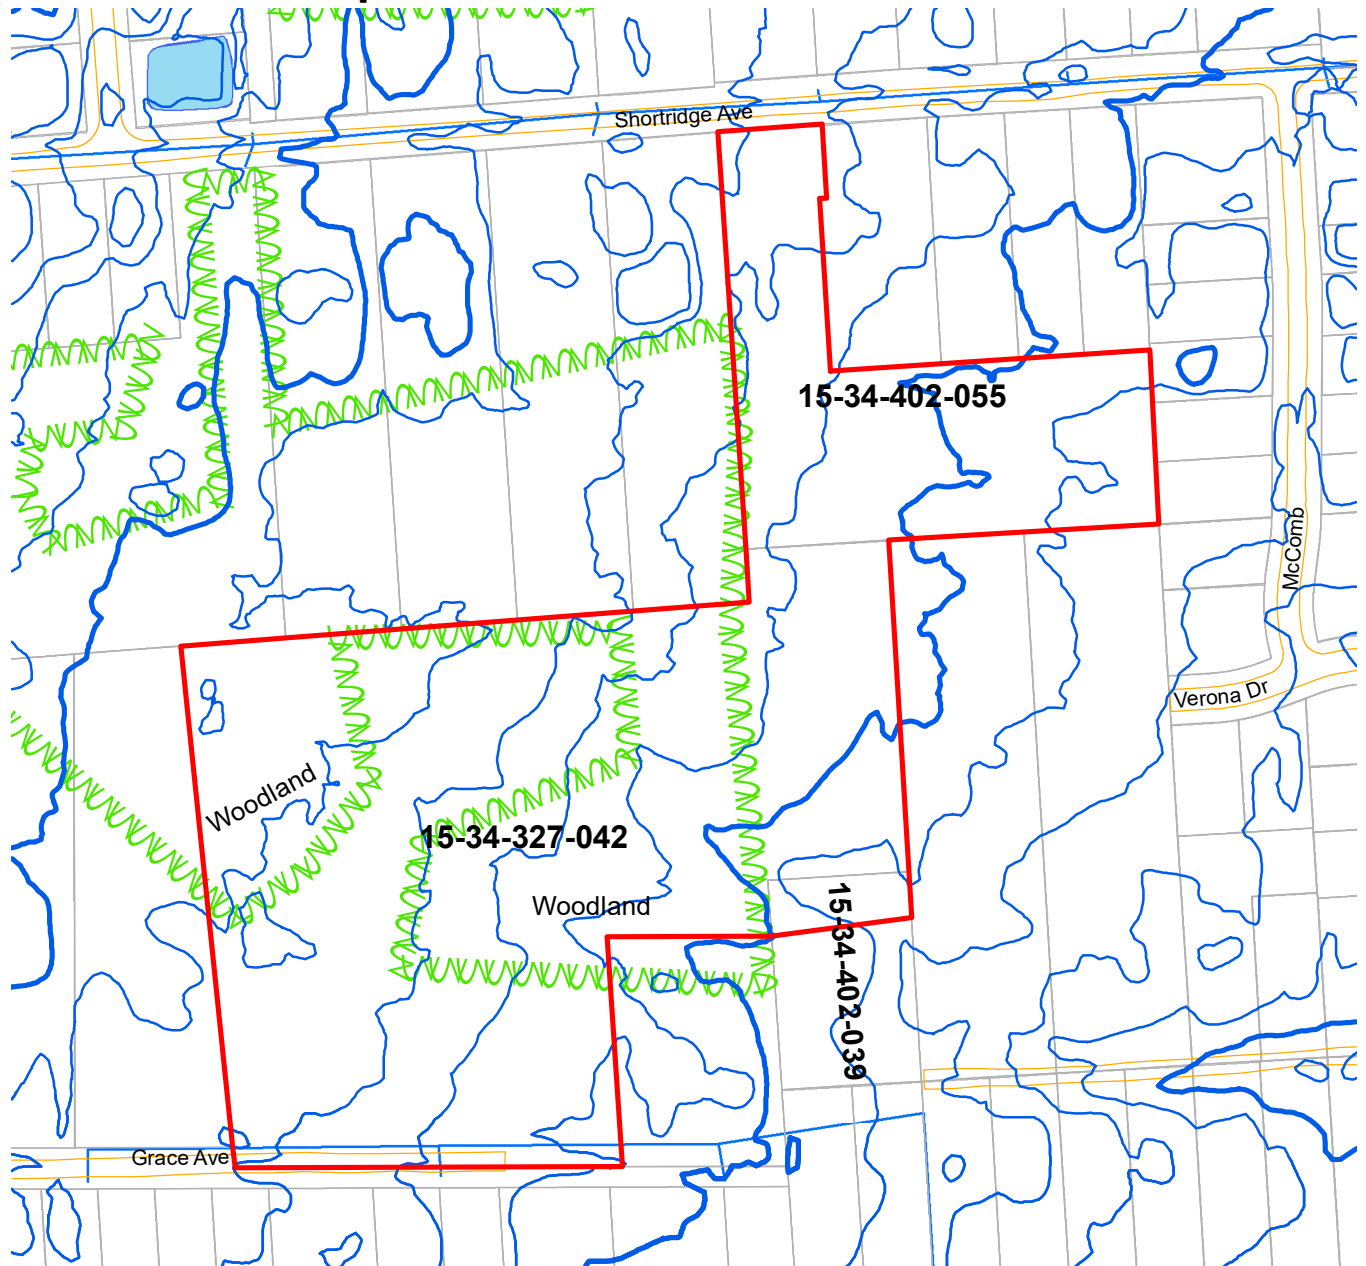 Shortridge Ave
15-34-402-055
McComb
Verona Dr
Woodland
15-34-327-042
Woodland
15-34-402-039
Grace Ave